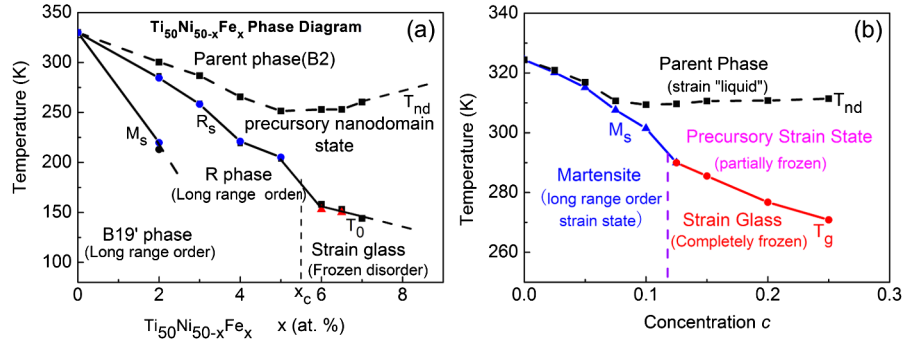 Ti50Ni50-xFex Phase Diagram
(a)
350
300
250
200
150
100
Temperature (K)
Parent phase(B2)
Tnd
precursory nanodomain
state
Ms
Rs
R phase
(Long range order)
T0
B19' phase
(Long range order)
Strain glass
(Frozen disorder)
0
2
4
xc
6
8
Ti50Ni50-xFex
x (at. %)
(b)
340
320
300
280
260
Temperature (K)
Parent Phase
(strain "liquid")
Tnd
Ms
Precursory Strain State
(partially frozen)
Martensite
(long range order
strain state)
Strain Glass
(Completely frozen)
Tg
0.0
0.1
0.2
0.3
Concentration c